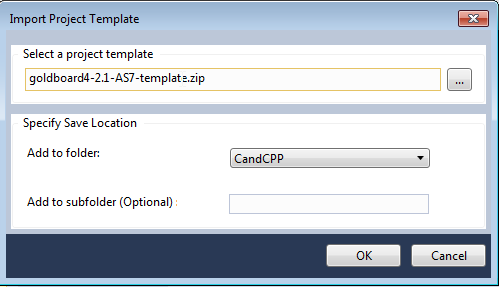 Import Project Template
Select a project template
goldboard4-2.1-AS7-template.zip
...
Specify Save Location
Add to folder:
CandCPP
Add to subfolder (Optional) :
OK
Cancel